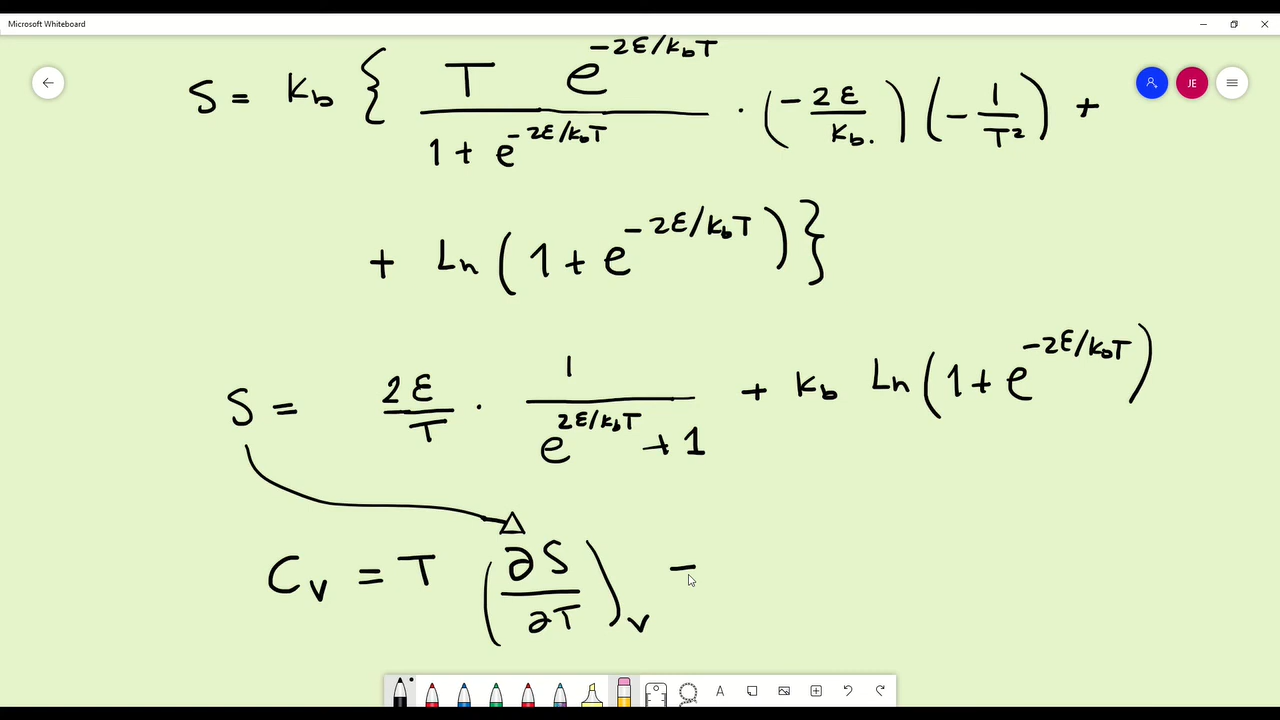 Microsoft Whiteboard
JE
S = k_b { T e^{-2ε/k_bT} / (1 + e^{-2ε/k_bT}) · (-2ε/k_b.) (-1/T²) +
+ Ln (1 + e^{-2ε/k_bT}) }
S = 2ε/T · 1/(e^{2ε/k_bT} + 1) + k_b Ln (1 + e^{-2ε/k_bT})
C_v = T (∂S/∂T)_v -
A